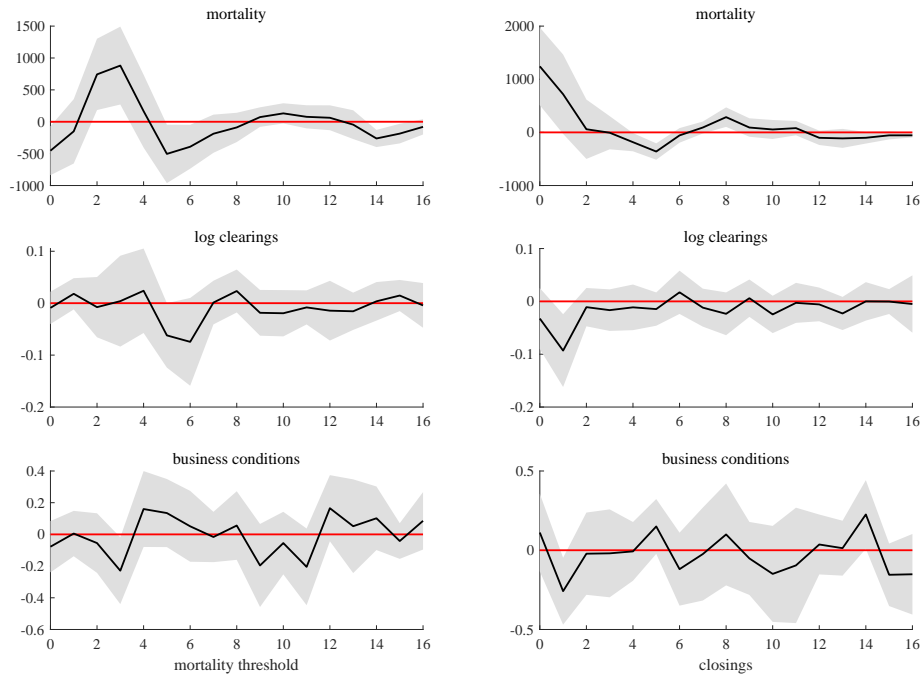 mortality
1500
1000
500
0
-500
-1000
0 2 4 6 8 10 12 14 16
mortality
2000
1000
0
-1000
0 2 4 6 8 10 12 14 16
log clearings
0.1
0
-0.1
-0.2
0 2 4 6 8 10 12 14 16
log clearings
0.1
0
-0.1
-0.2
0 2 4 6 8 10 12 14 16
business conditions
0.4
0.2
0
-0.2
-0.4
-0.6
0 2 4 6 8 10 12 14 16
mortality threshold
business conditions
0.5
0
-0.5
0 2 4 6 8 10 12 14 16
closings